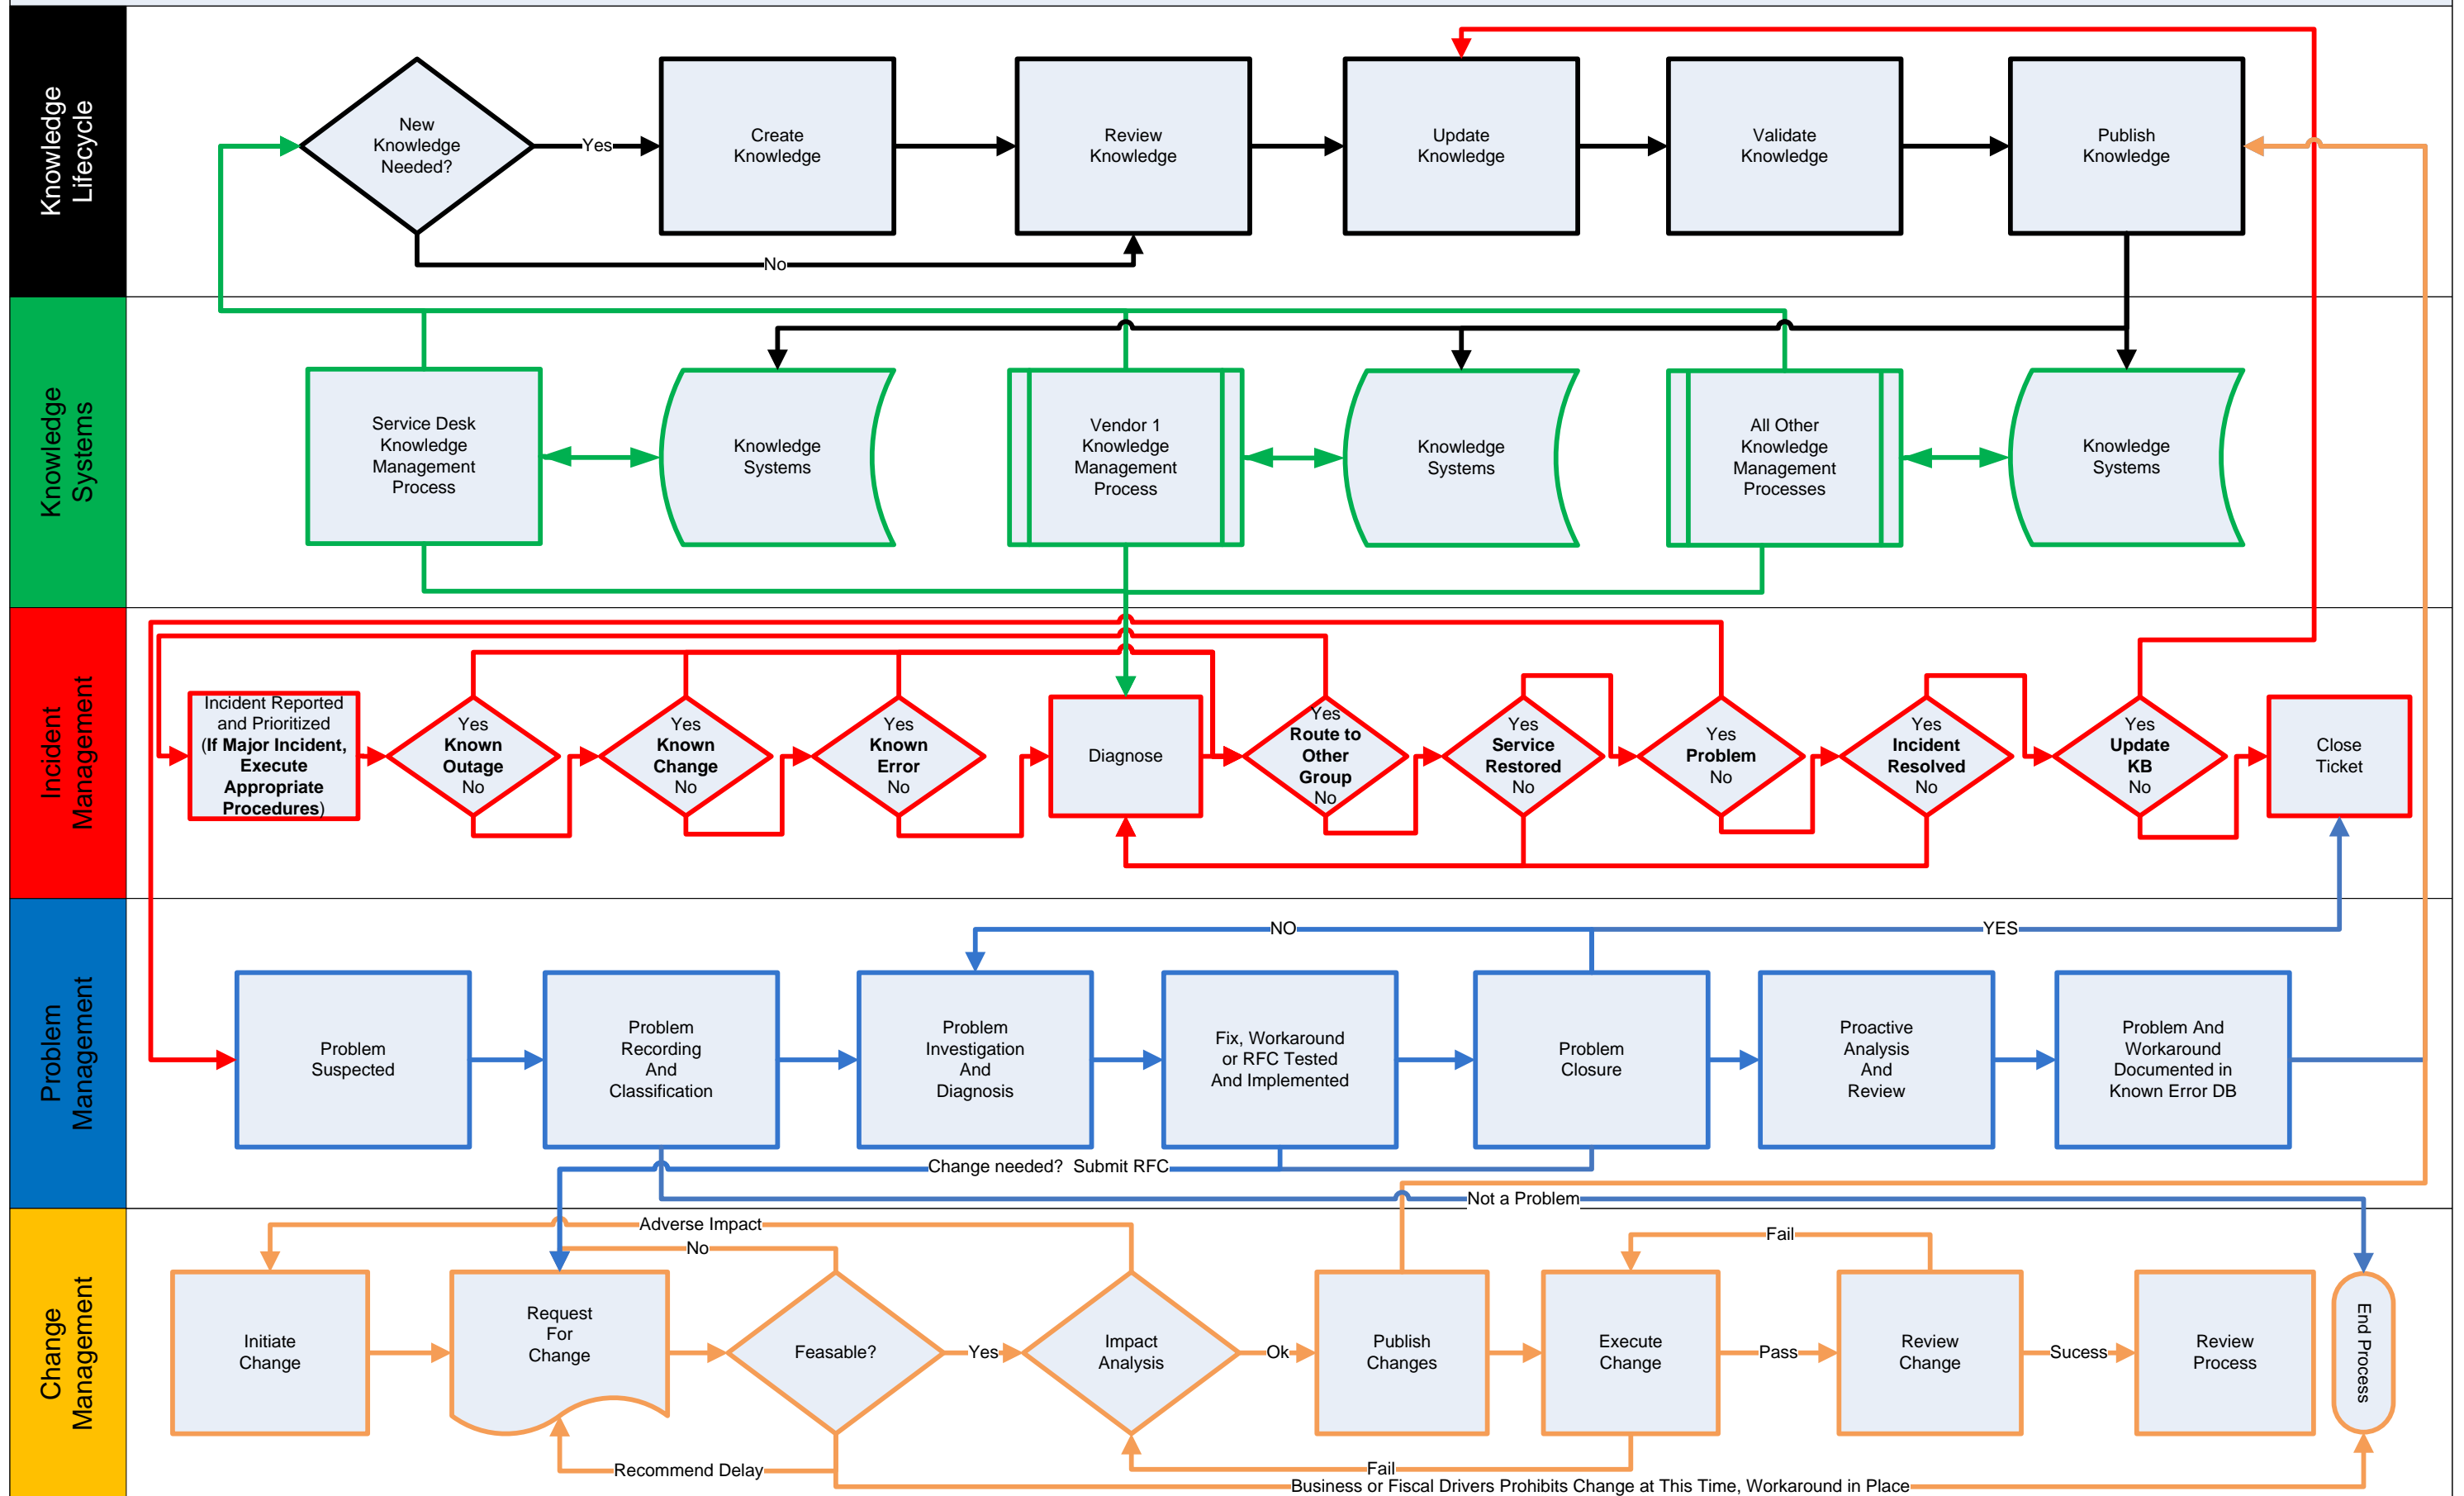 Knowledge
Lifecycle
New
Knowledge
Needed?
Yes
No
Create
Knowledge
Review
Knowledge
Update
Knowledge
Validate
Knowledge
Publish
Knowledge
Knowledge
Systems
Service Desk
Knowledge
Management
Process
Knowledge
Systems
Vendor 1
Knowledge
Management
Process
Knowledge
Systems
All Other
Knowledge
Management
Processes
Knowledge
Systems
Incident
Management
Incident Reported
and Prioritized
(If Major Incident,
Execute
Appropriate
Procedures)
Yes
Known
Outage
No
Yes
Known
Change
No
Yes
Known
Error
No
Diagnose
Yes
Route to
Other
Group
No
Yes
Service
Restored
No
Yes
Problem
No
Yes
Incident
Resolved
No
Yes
Update
KB
No
Close
Ticket
Problem
Management
NO
YES
Problem
Suspected
Problem
Recording
And
Classification
Problem
Investigation
And
Diagnosis
Fix, Workaround
or RFC Tested
And Implemented
Problem
Closure
Proactive
Analysis
And
Review
Problem And
Workaround
Documented in
Known Error DB
Change needed?  Submit RFC
Not a Problem
Change
Management
Adverse Impact
No
Fail
Initiate
Change
Request
For
Change
Feasable?
Yes
Impact
Analysis
Ok
Publish
Changes
Execute
Change
Pass
Review
Change
Sucess
Review
Process
End Process
Recommend Delay
Fail
Business or Fiscal Drivers Prohibits Change at This Time, Workaround in Place